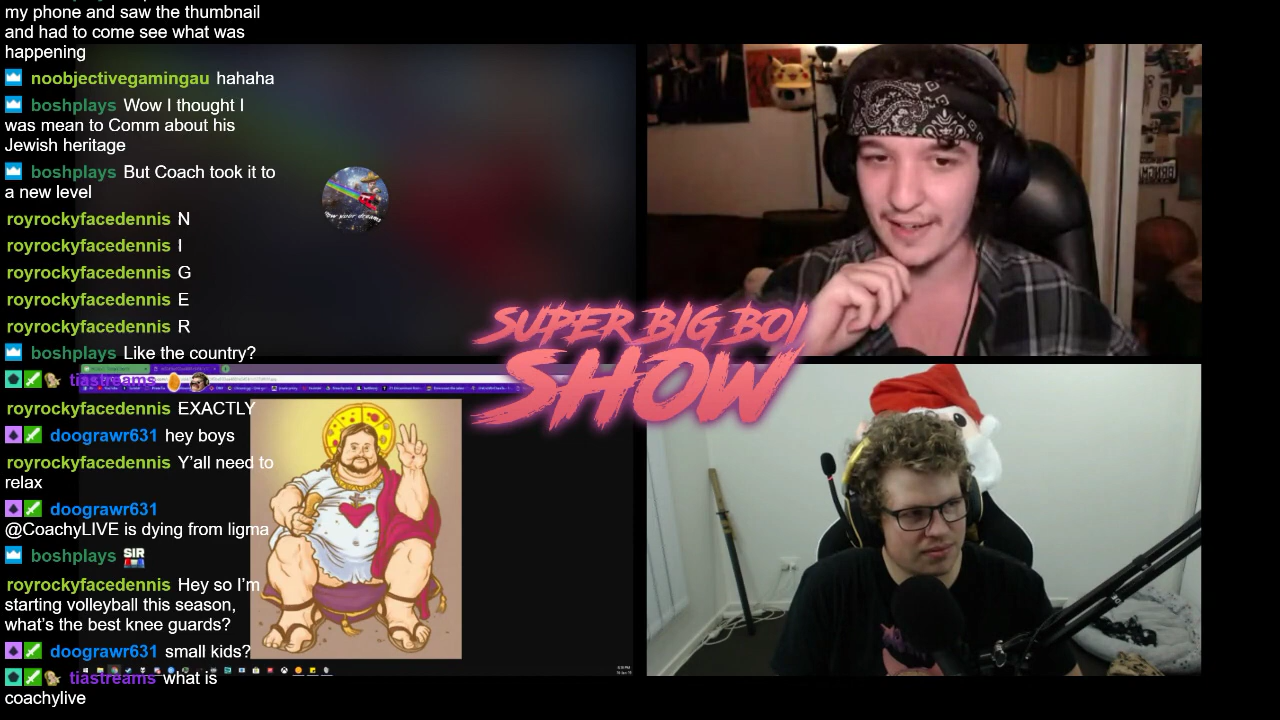 my phone and saw the thumbnail
and had to come see what was
happening
noobjectivegamingau hahaha
boshplays Wow I thought I
was mean to Comm about his
Jewish heritage
boshplays But Coach took it to
a new level
royrockyfacedennis N
royrockyfacedennis I
royrockyfacedennis G
royrockyfacedennis E
royrockyfacedennis R
boshplays Like the country?
tiastreams
royrockyfacedennis EXACTLY
doograwr631 hey boys
royrockyfacedennis Y'all need to
relax
doograwr631
@CoachyLIVE is dying from ligma
boshplays SIR
royrockyfacedennis Hey so I'm
starting volleyball this season,
what's the best knee guards?
doograwr631 small kids?
tiastreams what is
coachylive
your dreams
SUPER BIG BOI
SHOW